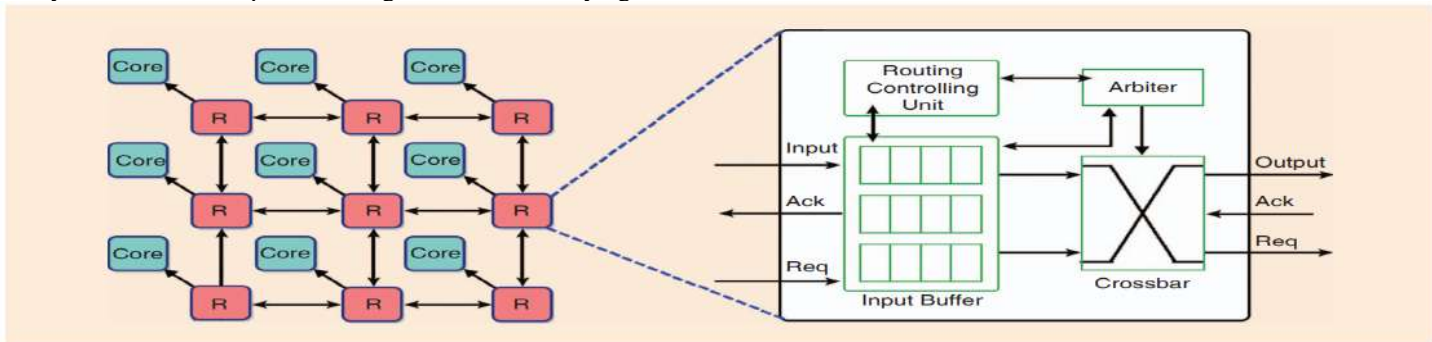 Core Core Core
R R R
Core Core Core
R R R
Core Core Core
R R R
Routing
Controlling
Unit
Arbiter
Input
Ack
Req
Input Buffer
Crossbar
Output
Ack
Req